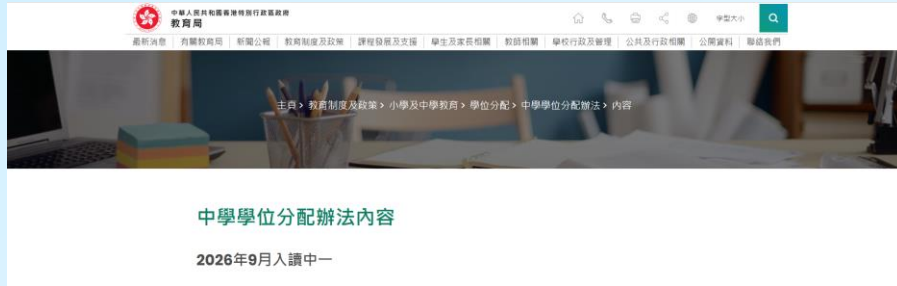 中華人民共和國香港特別行政區政府
教育局
字型大小
最新消息 | 有關教育局 | 新聞公報 | 教育制度及政策 | 課程發展及支援 | 學生及家長相關 | 教師相關 | 學校行政及管理 | 公共及行政相關 | 公開資料 | 聯絡我們
主頁 > 教育制度及政策 > 小學及中學教育 > 學位分配 > 中學學位分配辦法 > 內容
中學學位分配辦法內容
2026年9月入讀中一